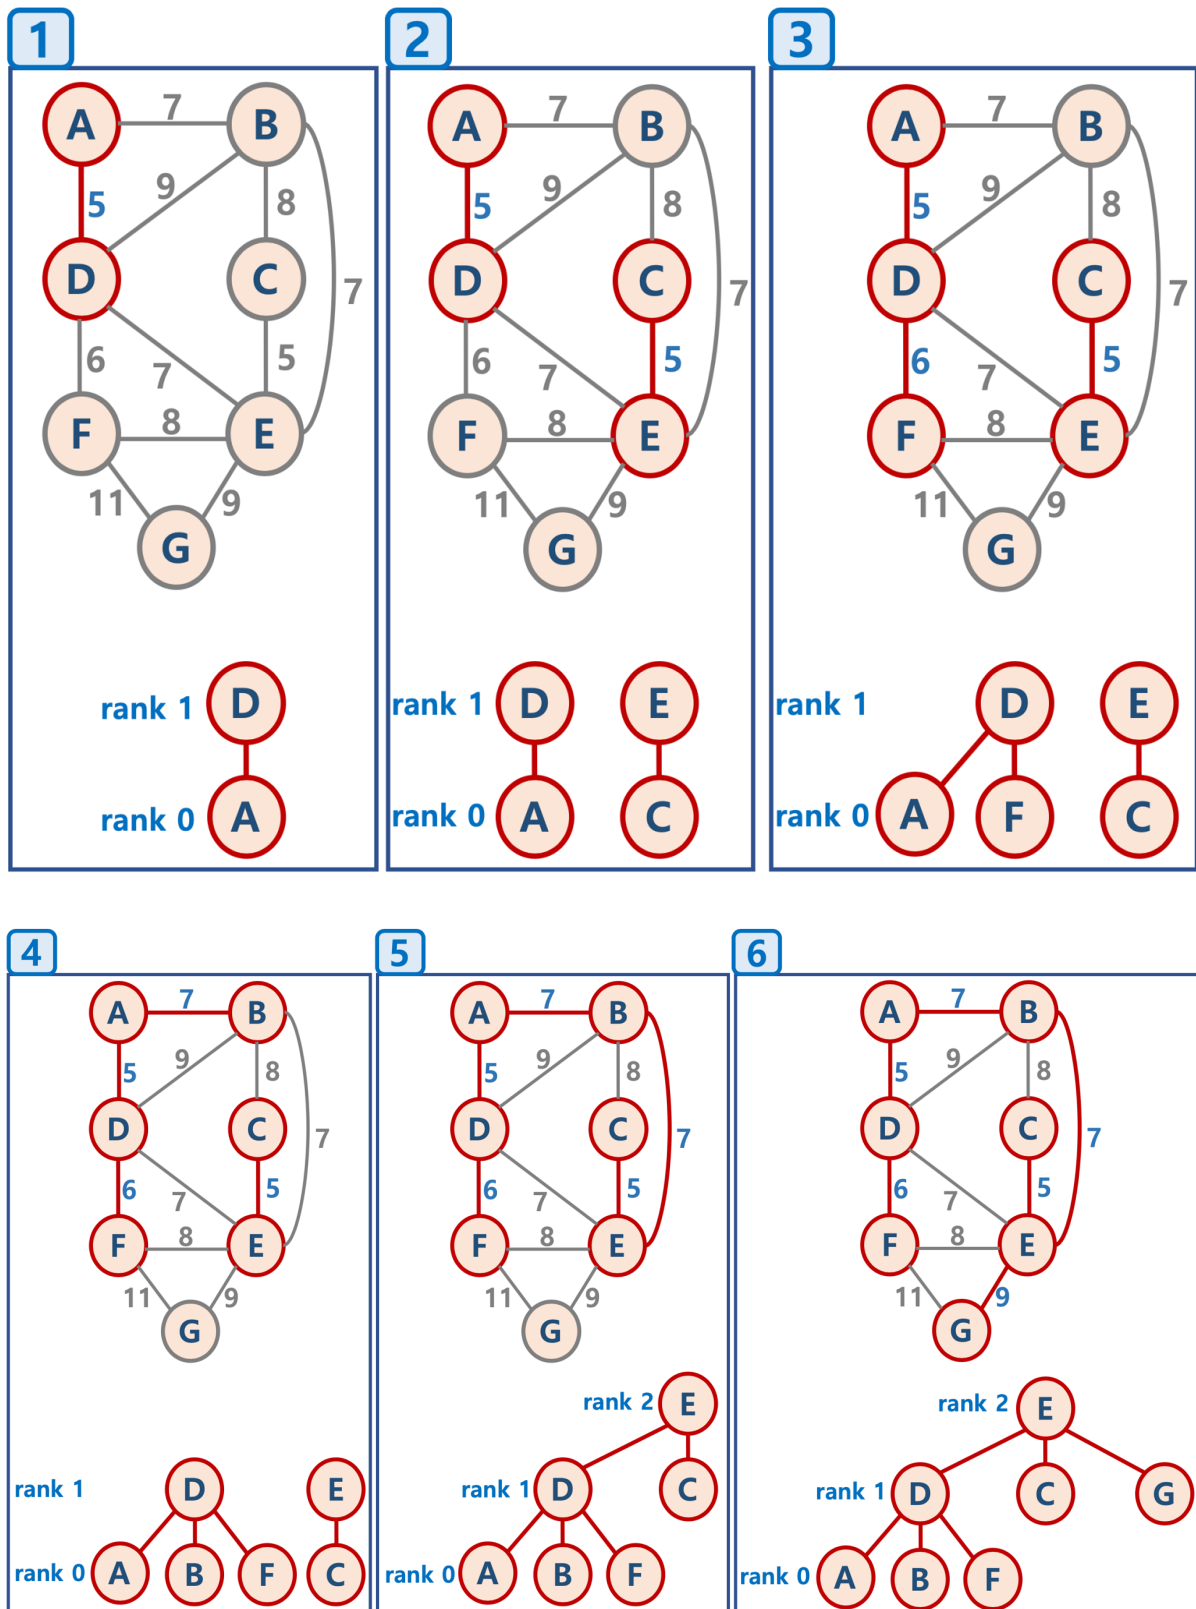 1
A 7 B
9
5 8
D C 7
6 7 5
F 8 E
11 9
G
rank 1 D
rank 0 A
2
A 7 B
9
5 8
D C 7
6 7 5
F 8 E
11 9
G
rank 1 D E
rank 0 A C
3
A 7 B
9
5 8
D C 7
6 7 5
F 8 E
11 9
G
rank 1 D E
rank 0 A F C
4
A 7 B
9
5 8
D C 7
6 7 5
F 8 E
11 9
G
rank 1 D E
rank 0 A B F C
5
A 7 B
9
5 8
D C 7
6 7 5
F 8 E
11 9
G
rank 2 E
rank 1 D C
rank 0 A B F
6
A 7 B
9
5 8
D C 7
6 7 5
F 8 E
11 9
G
rank 2 E
rank 1 D C G
rank 0 A B F